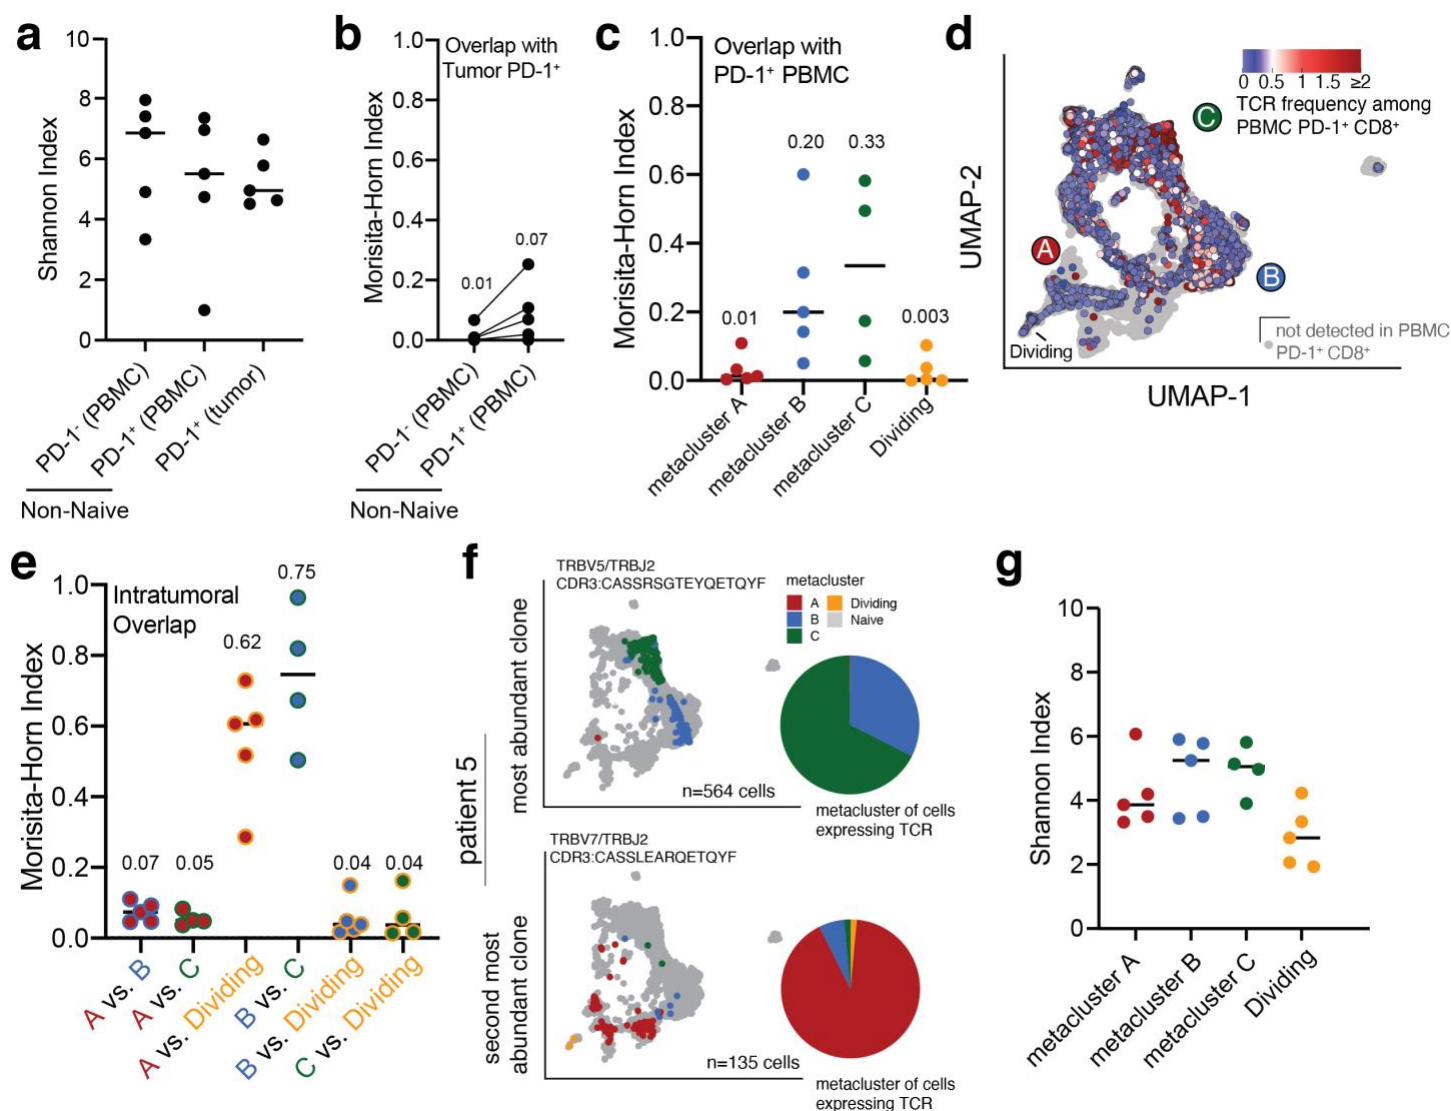 a
10
8
6
4
2
0
Shannon Index
PD-1- (PBMC)
PD-1+ (PBMC)
PD-1+ (tumor)
Non-Naive
b
Overlap with
Tumor PD-1+
1.0
0.8
0.6
0.4
0.2
0.0
Morisita-Horn Index
0.01
0.07
PD-1- (PBMC)
PD-1+ (PBMC)
Non-Naive
c
Overlap with
PD-1+ PBMC
1.0
0.8
0.6
0.4
0.2
0.0
Morisita-Horn Index
0.01
0.20
0.33
0.003
metacluster A
metacluster B
metacluster C
Dividing
d
0 0.5 1 1.5 ≥2
TCR frequency among
PBMC PD-1+ CD8+
C
A
B
Dividing
not detected in PBMC
PD-1+ CD8+
UMAP-2
UMAP-1
e
Intratumoral
Overlap
1.0
0.8
0.6
0.4
0.2
0.0
Morisita-Horn Index
0.07
0.05
0.62
0.75
0.04
0.04
A vs. B
A vs. C
A vs. Dividing
B vs. C
B vs. Dividing
C vs. Dividing
f
patient 5
most abundant clone
TRBV5/TRBJ2
CDR3:CASSRSGTEYQETQYF
metacluster
A
B
C
Dividing
Naive
n=564 cells
metacluster of cells
expressing TCR
second most
abundant clone
TRBV7/TRBJ2
CDR3:CASSLEARQETQYF
n=135 cells
metacluster of cells
expressing TCR
g
10
8
6
4
2
0
Shannon Index
metacluster A
metacluster B
metacluster C
Dividing